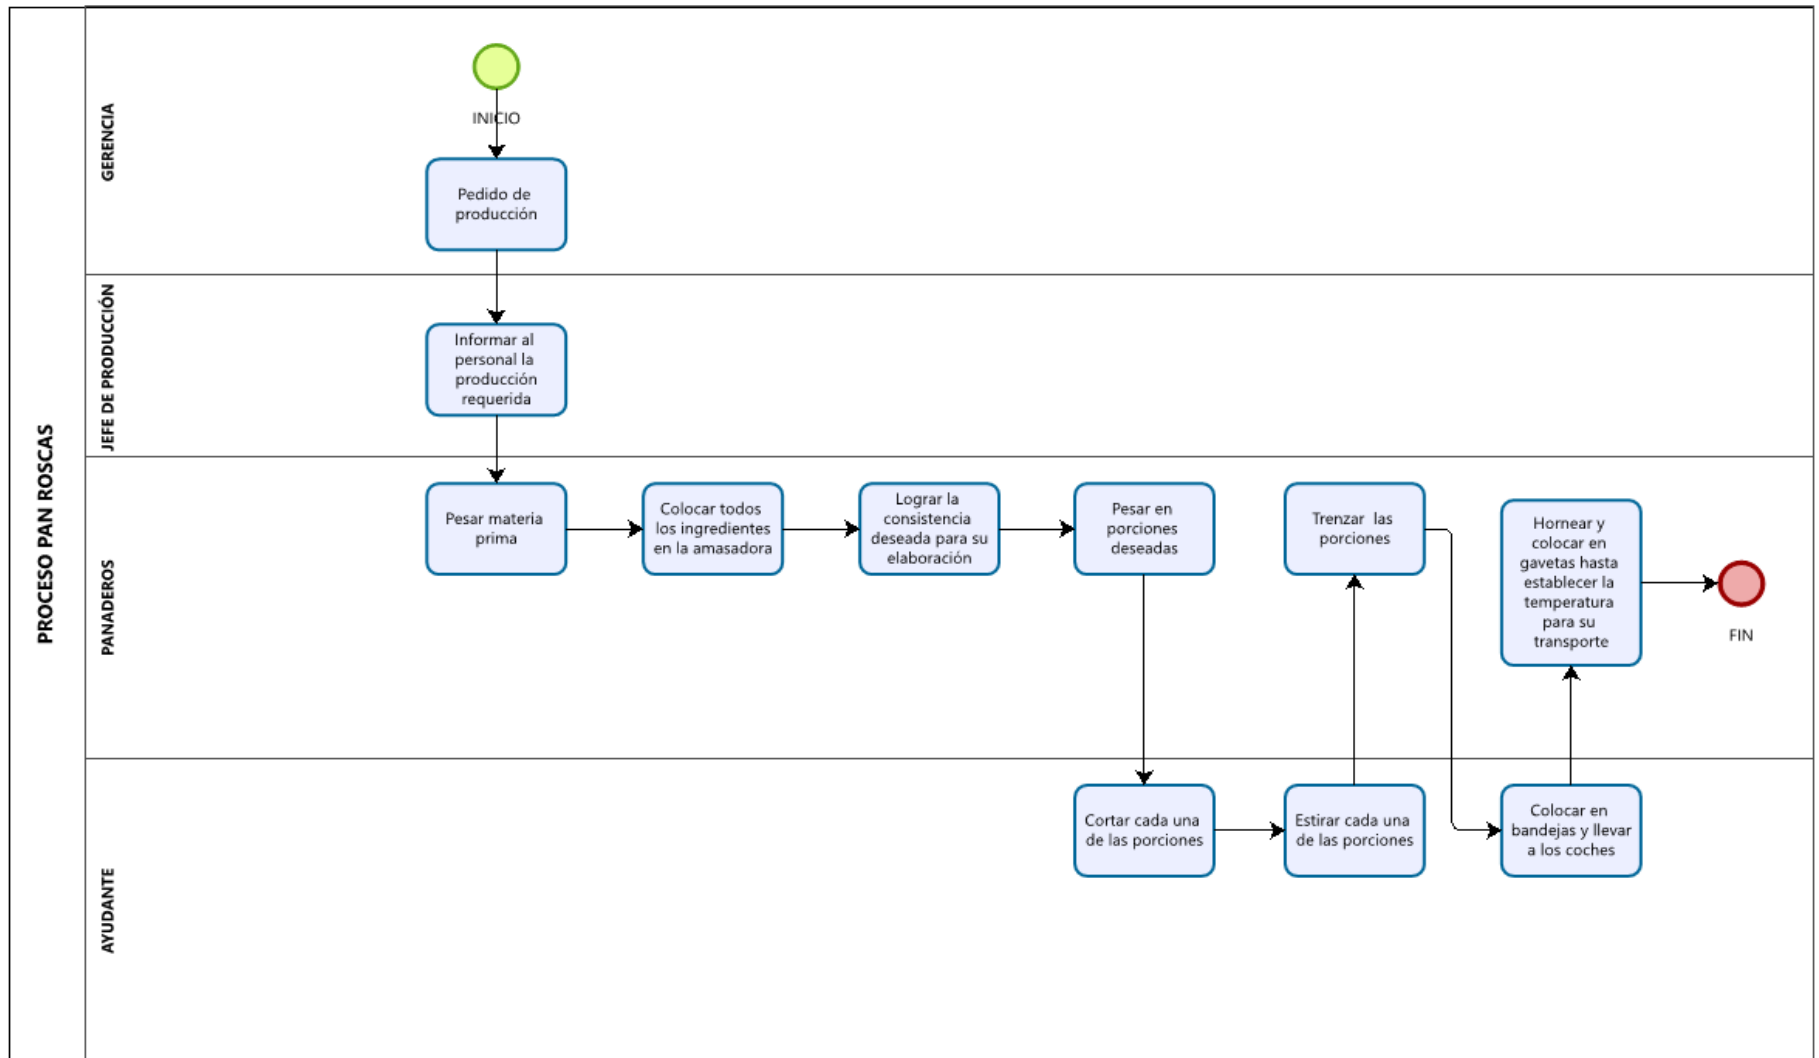 PROCESO PAN ROSCAS
GERENCIA
INICIO
Pedido de
producción
JEFE DE PRODUCCIÓN
Informar al
personal la
producción
requerida
PANADEROS
Pesar materia
prima
Colocar todos
los ingredientes
en la amasadora
Lograr la
consistencia
deseada para su
elaboración
Pesar en
porciones
deseadas
Trenzar las
porciones
Hornear y
colocar en
gavetas hasta
establecer la
temperatura
para su
transporte
FIN
AYUDANTE
Cortar cada una
de las porciones
Estirar cada una
de las porciones
Colocar en
bandejas y llevar
a los coches